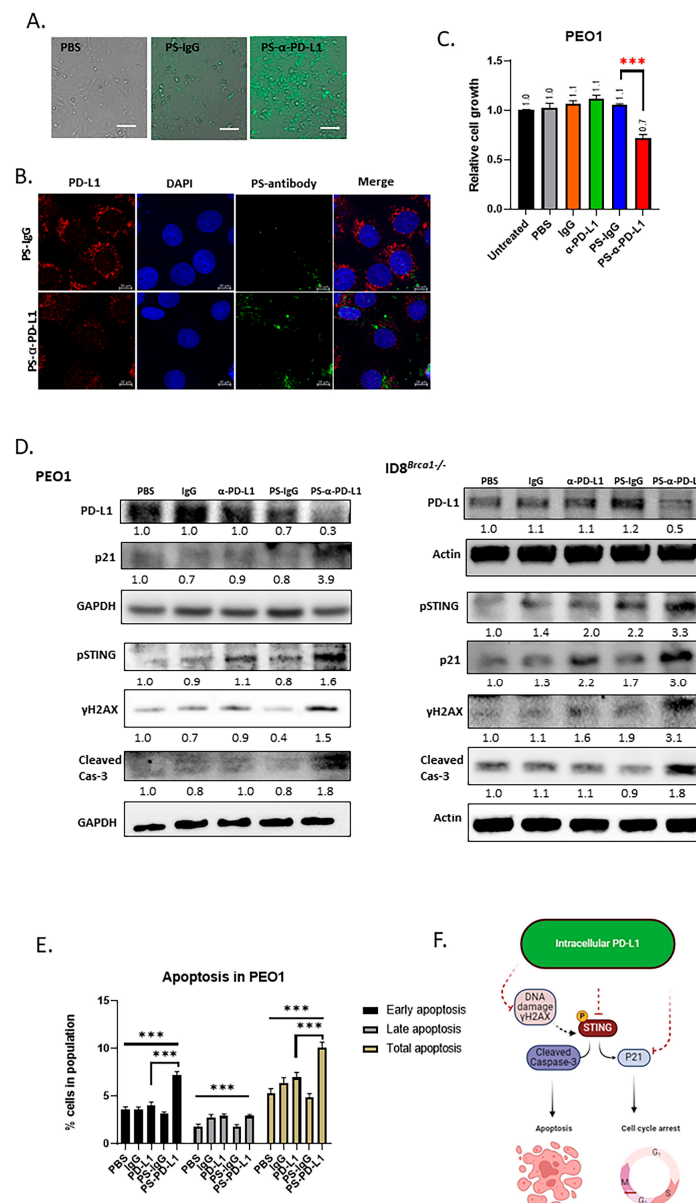 A.
PBS
PS-IgG
PS-α-PD-L1
B.
PD-L1
DAPI
PS-antibody
Merge
PS-IgG
PS-α-PD-L1
C.
PEO1
***
Relative cell growth
1.5
1.0
0.5
0.0
1.0
1.0
1.1
1.1
1.1
0.7
Untreated
PBS
IgG
α-PD-L1
PS-IgG
PS-α-PD-L1
D.
PEO1
PBS IgG α-PD-L1 PS-IgG PS-α-PD-L1
PD-L1
1.0 1.0 1.0 0.7 0.3
p21
1.0 0.7 0.9 0.8 3.9
GAPDH
pSTING
1.0 0.9 1.1 0.8 1.6
γH2AX
1.0 0.7 0.9 0.4 1.5
Cleaved
Cas-3
1.0 0.8 1.0 0.8 1.8
GAPDH
ID8Brca1-/-
PBS IgG α-PD-L1 PS-IgG PS-α-PD-L1
PD-L1
1.0 1.1 1.1 1.2 0.5
Actin
pSTING
1.0 1.4 2.0 2.2 3.3
p21
1.0 1.3 2.2 1.7 3.0
γH2AX
1.0 1.1 1.6 1.9 3.1
Cleaved
Cas-3
1.0 1.1 1.1 0.9 1.8
Actin
E.
Apoptosis in PEO1
% cells in population
15
10
5
0
***
***
***
***
***
PBS
IgG
PD-L1
PS-IgG
PS-PD-L1
PBS
IgG
PD-L1
PS-IgG
PS-PD-L1
PBS
IgG
PD-L1
PS-IgG
PS-PD-L1
Early apoptosis
Late apoptosis
Total apoptosis
F.
Intracellular PD-L1
DNA
damage
γH2AX
P
STING
Cleaved
Caspase-3
P21
Apoptosis
Cell cycle arrest
G₁
M
S
G₂